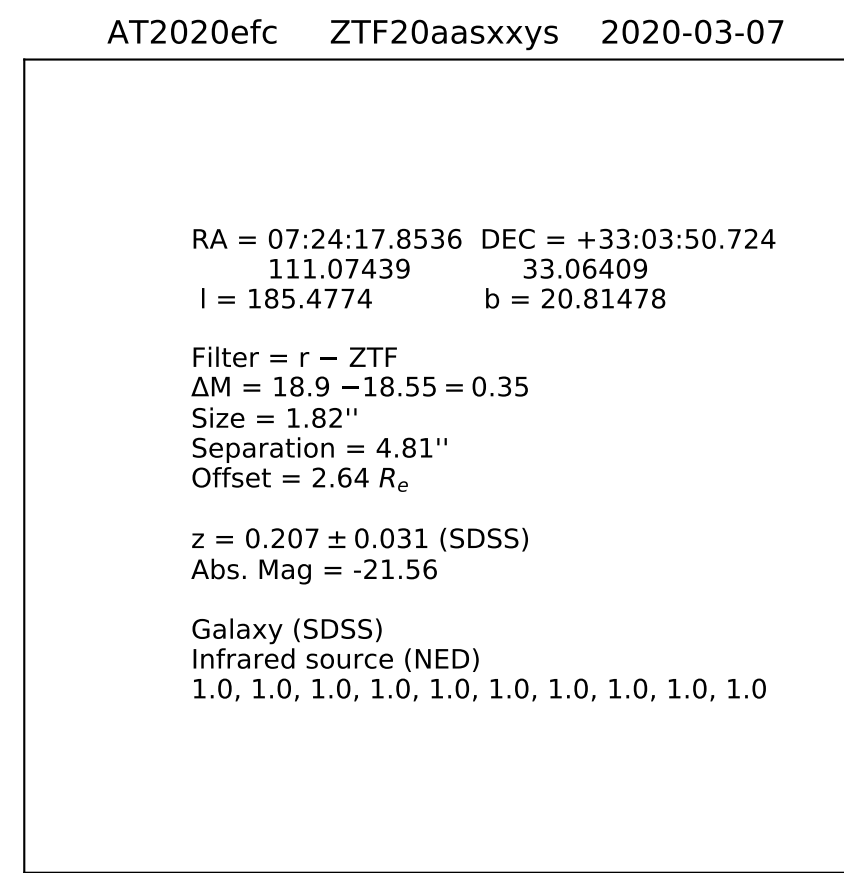 AT2020efc ZTF20aasxxys 2020-03-07
RA = 07:24:17.8536 DEC = +33:03:50.724
111.07439 33.06409
l = 185.4774 b = 20.81478
Filter = r − ZTF
ΔM = 18.9 −18.55 = 0.35
Size = 1.82''
Separation = 4.81''
Offset = 2.64 Rₑ
z = 0.207 ± 0.031 (SDSS)
Abs. Mag = -21.56
Galaxy (SDSS)
Infrared source (NED)
1.0, 1.0, 1.0, 1.0, 1.0, 1.0, 1.0, 1.0, 1.0, 1.0